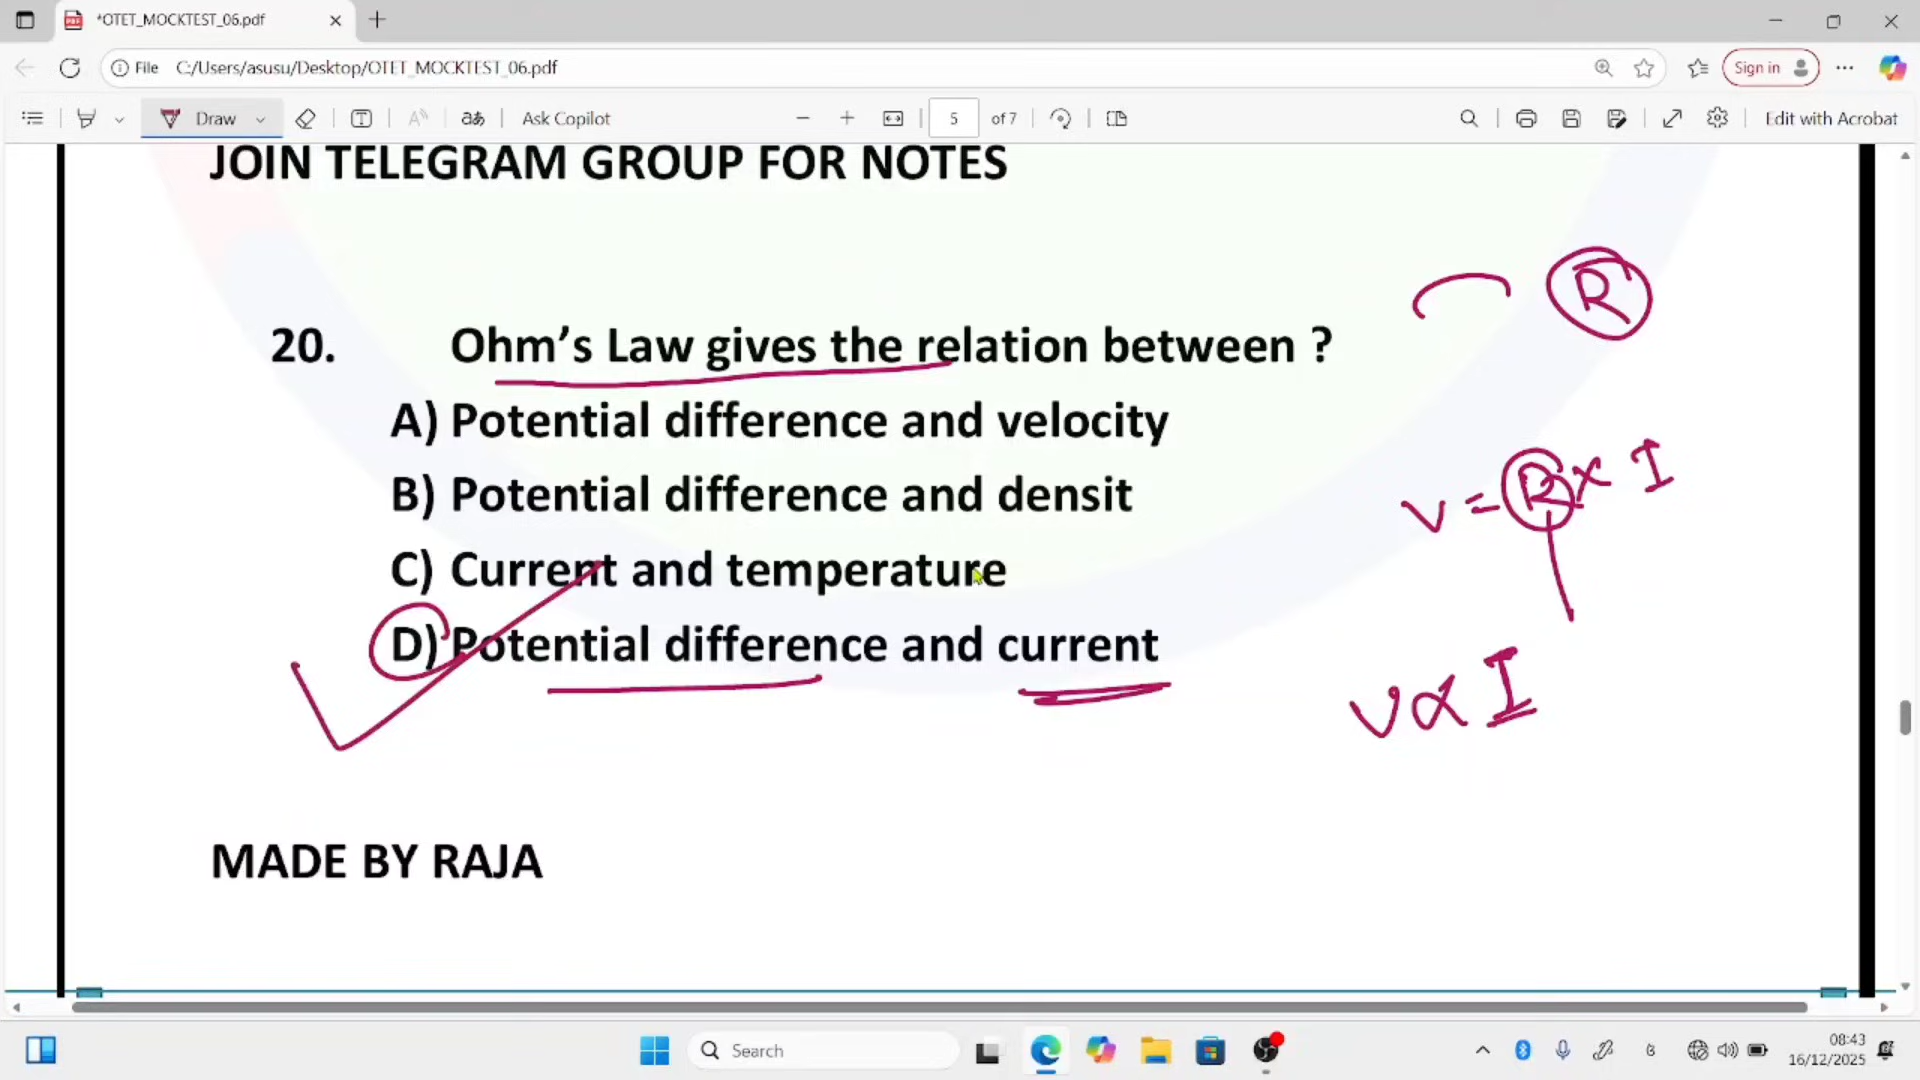 *OTET_MOCKTEST_06.pdf
File C:/Users/asusu/Desktop/OTET_MOCKTEST_06.pdf
Sign in
Draw
aあ
Ask Copilot
5 of 7
Edit with Acrobat
JOIN TELEGRAM GROUP FOR NOTES
R
20. Ohm’s Law gives the relation between ?
A) Potential difference and velocity
B) Potential difference and densit
V = R x I
C) Current and temperature
D) Potential difference and current
V ∝ I
MADE BY RAJA
Search
08:43
16/12/2025